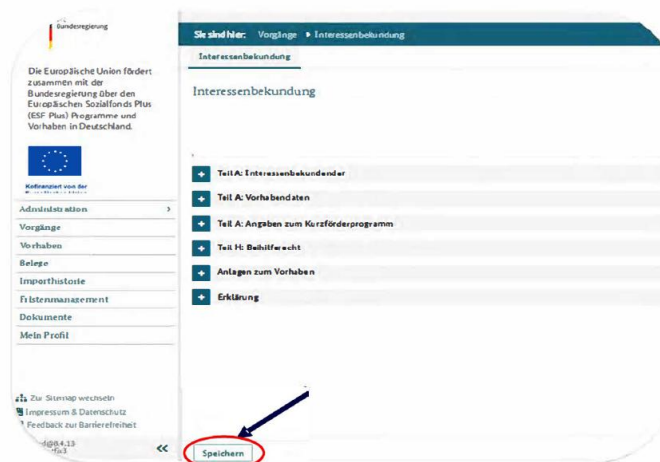 Bundesregierung
Die Europäische Union fördert
zusammen mit der
Bundesregierung über den
Europäischen Sozialfonds Plus
(ESF Plus) Programme und
Vorhaben in Deutschland.
Kofinanziert von der
Administration
Vorgänge
Vorhaben
Belege
Importhistorie
Fristenmanagement
Dokumente
Mein Profil
Zur Sitemap wechseln
Impressum & Datenschutz
Feedback zur Barrierefreiheit
Sie sind hier: Vorgänge Interessenbekundung
Interessenbekundung
Interessenbekundung
Teil A: Interessenbekundender
Teil A: Vorhabendaten
Teil A: Angaben zum Kurzförderprogramm
Teil H: Beihilferecht
Anlagen zum Vorhaben
Erklärung
Speichern